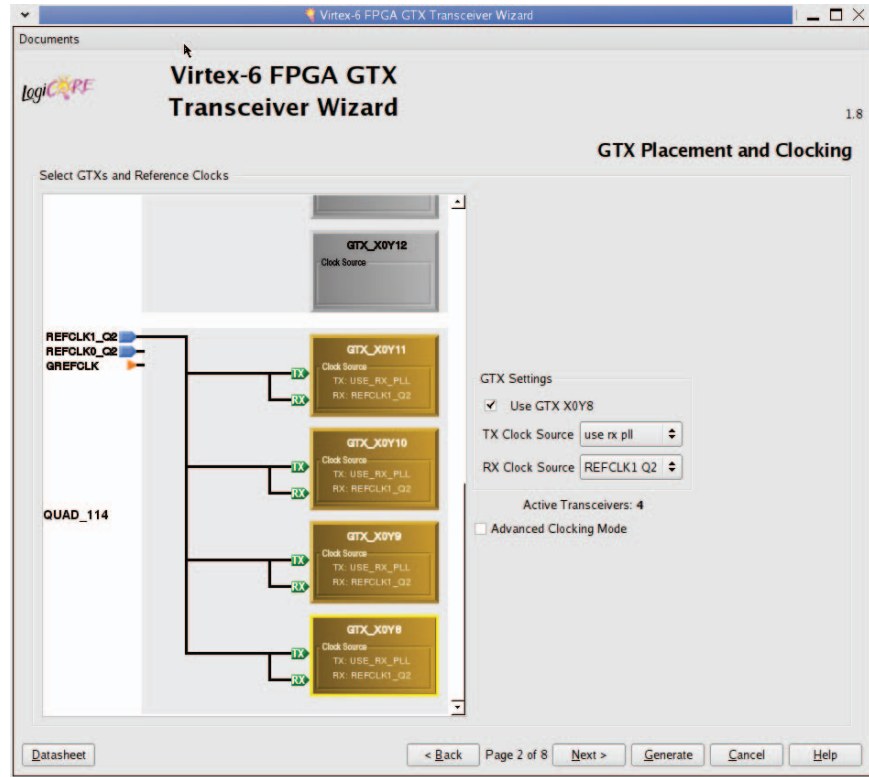 Virtex-6 FPGA GTX Transceiver Wizard
Documents
logiCORE
Virtex-6 FPGA GTX
Transceiver Wizard
1.8
GTX Placement and Clocking
Select GTXs and Reference Clocks
GTX_X0Y12
Clock Source
REFCLK1_Q2
REFCLK0_Q2
GREFCLK
GTX_X0Y11
Clock Source
TX TX: USE_RX_PLL
RX RX: REFCLK1_Q2
GTX_X0Y10
Clock Source
TX TX: USE_RX_PLL
RX RX: REFCLK1_Q2
QUAD_114
GTX_X0Y9
Clock Source
TX TX: USE_RX_PLL
RX RX: REFCLK1_Q2
GTX_X0Y8
Clock Source
TX TX: USE_RX_PLL
RX RX: REFCLK1_Q2
GTX Settings
Use GTX X0Y8
TX Clock Source use rx pll
RX Clock Source REFCLK1 Q2
Active Transceivers: 4
Advanced Clocking Mode
Datasheet < Back Page 2 of 8 Next > Generate Cancel Help